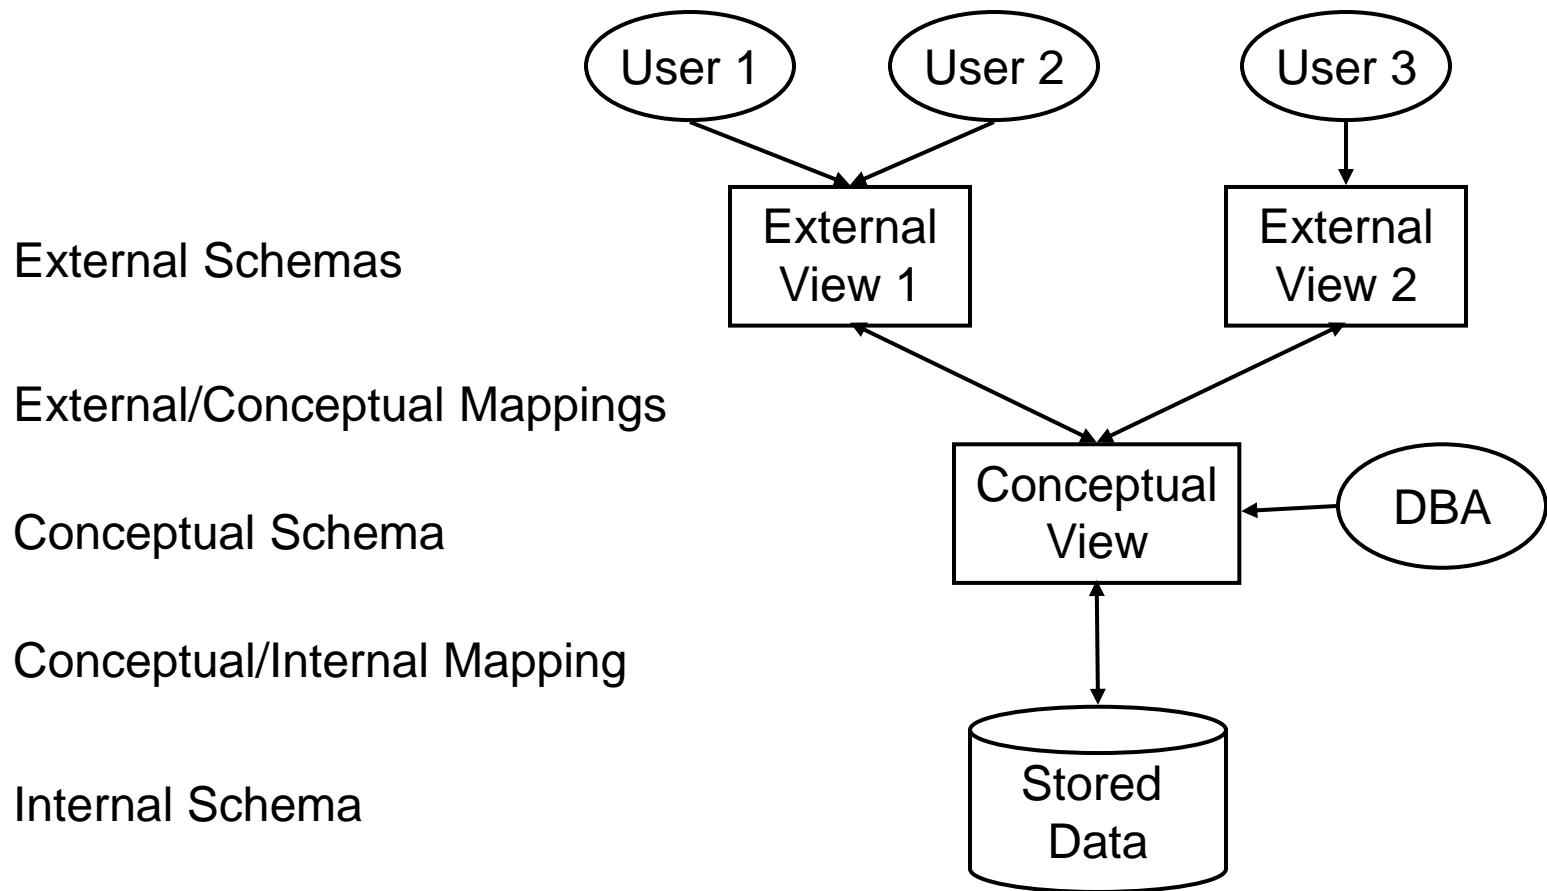 User 1
User 2
User 3
External Schemas
External
View 1
External
View 2
External/Conceptual Mappings
Conceptual Schema
Conceptual
View
DBA
Conceptual/Internal Mapping
Internal Schema
Stored
Data